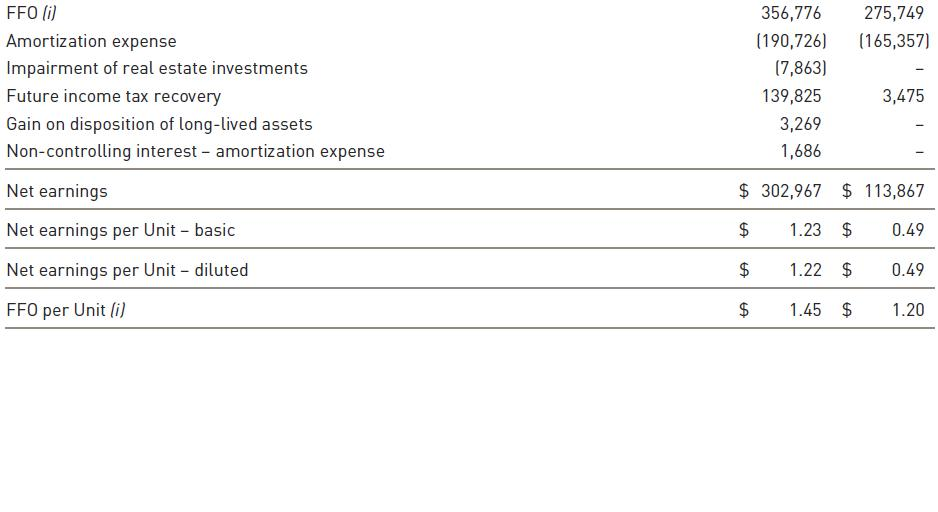 FFO (i) 356,776 275,749
Amortization expense (190,726) (165,357)
Impairment of real estate investments (7,863) –
Future income tax recovery 139,825 3,475
Gain on disposition of long-lived assets 3,269 –
Non-controlling interest – amortization expense 1,686 –
Net earnings $ 302,967 $ 113,867
Net earnings per Unit – basic $ 1.23 $ 0.49
Net earnings per Unit – diluted $ 1.22 $ 0.49
FFO per Unit (i) $ 1.45 $ 1.20